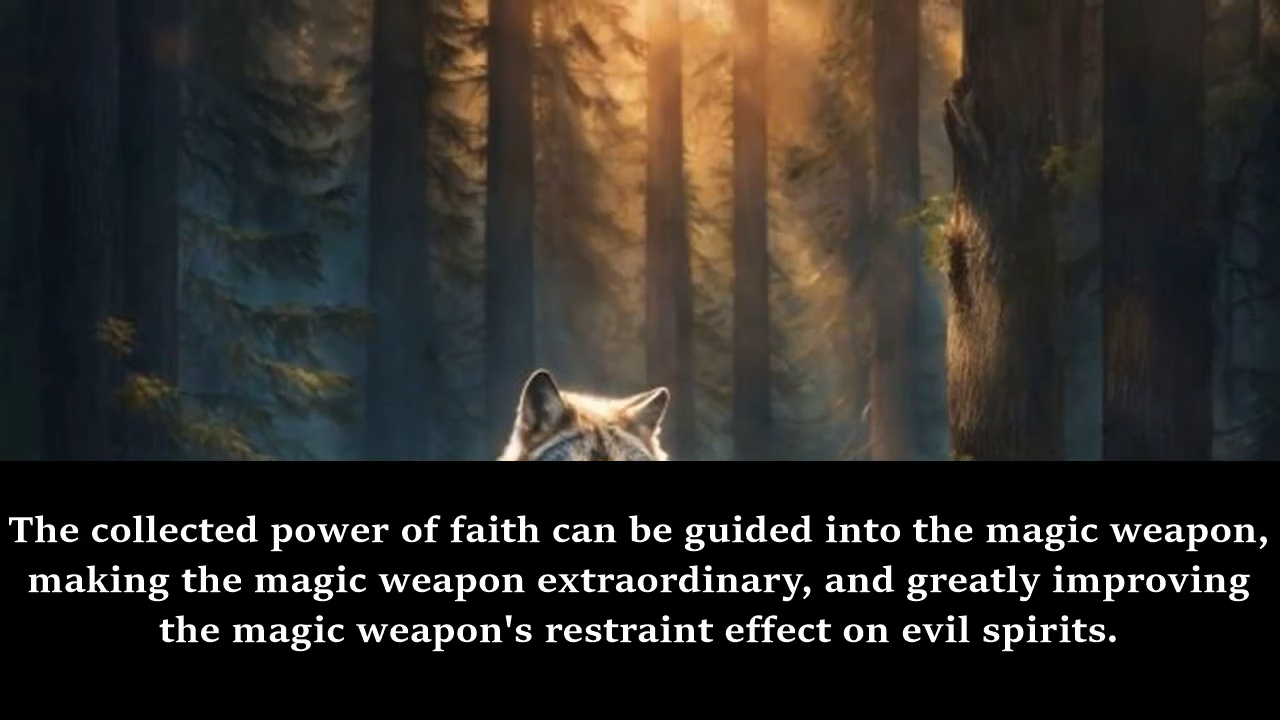 The collected power of faith can be guided into the magic weapon,
making the magic weapon extraordinary, and greatly improving
the magic weapon's restraint effect on evil spirits.